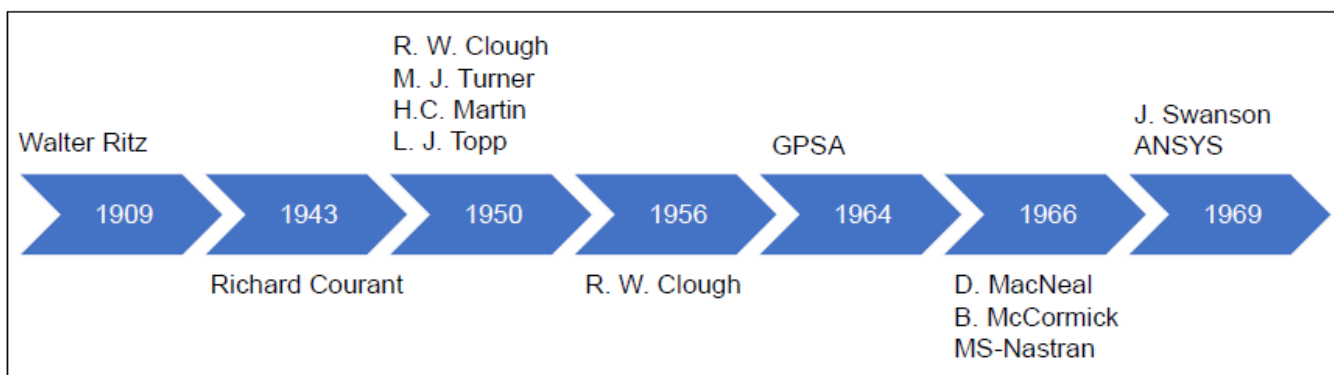 Walter Ritz
1909
1943
Richard Courant
R. W. Clough
M. J. Turner
H.C. Martin
L. J. Topp
1950
1956
R. W. Clough
GPSA
1964
1966
D. MacNeal
B. McCormick
MS-Nastran
J. Swanson
ANSYS
1969